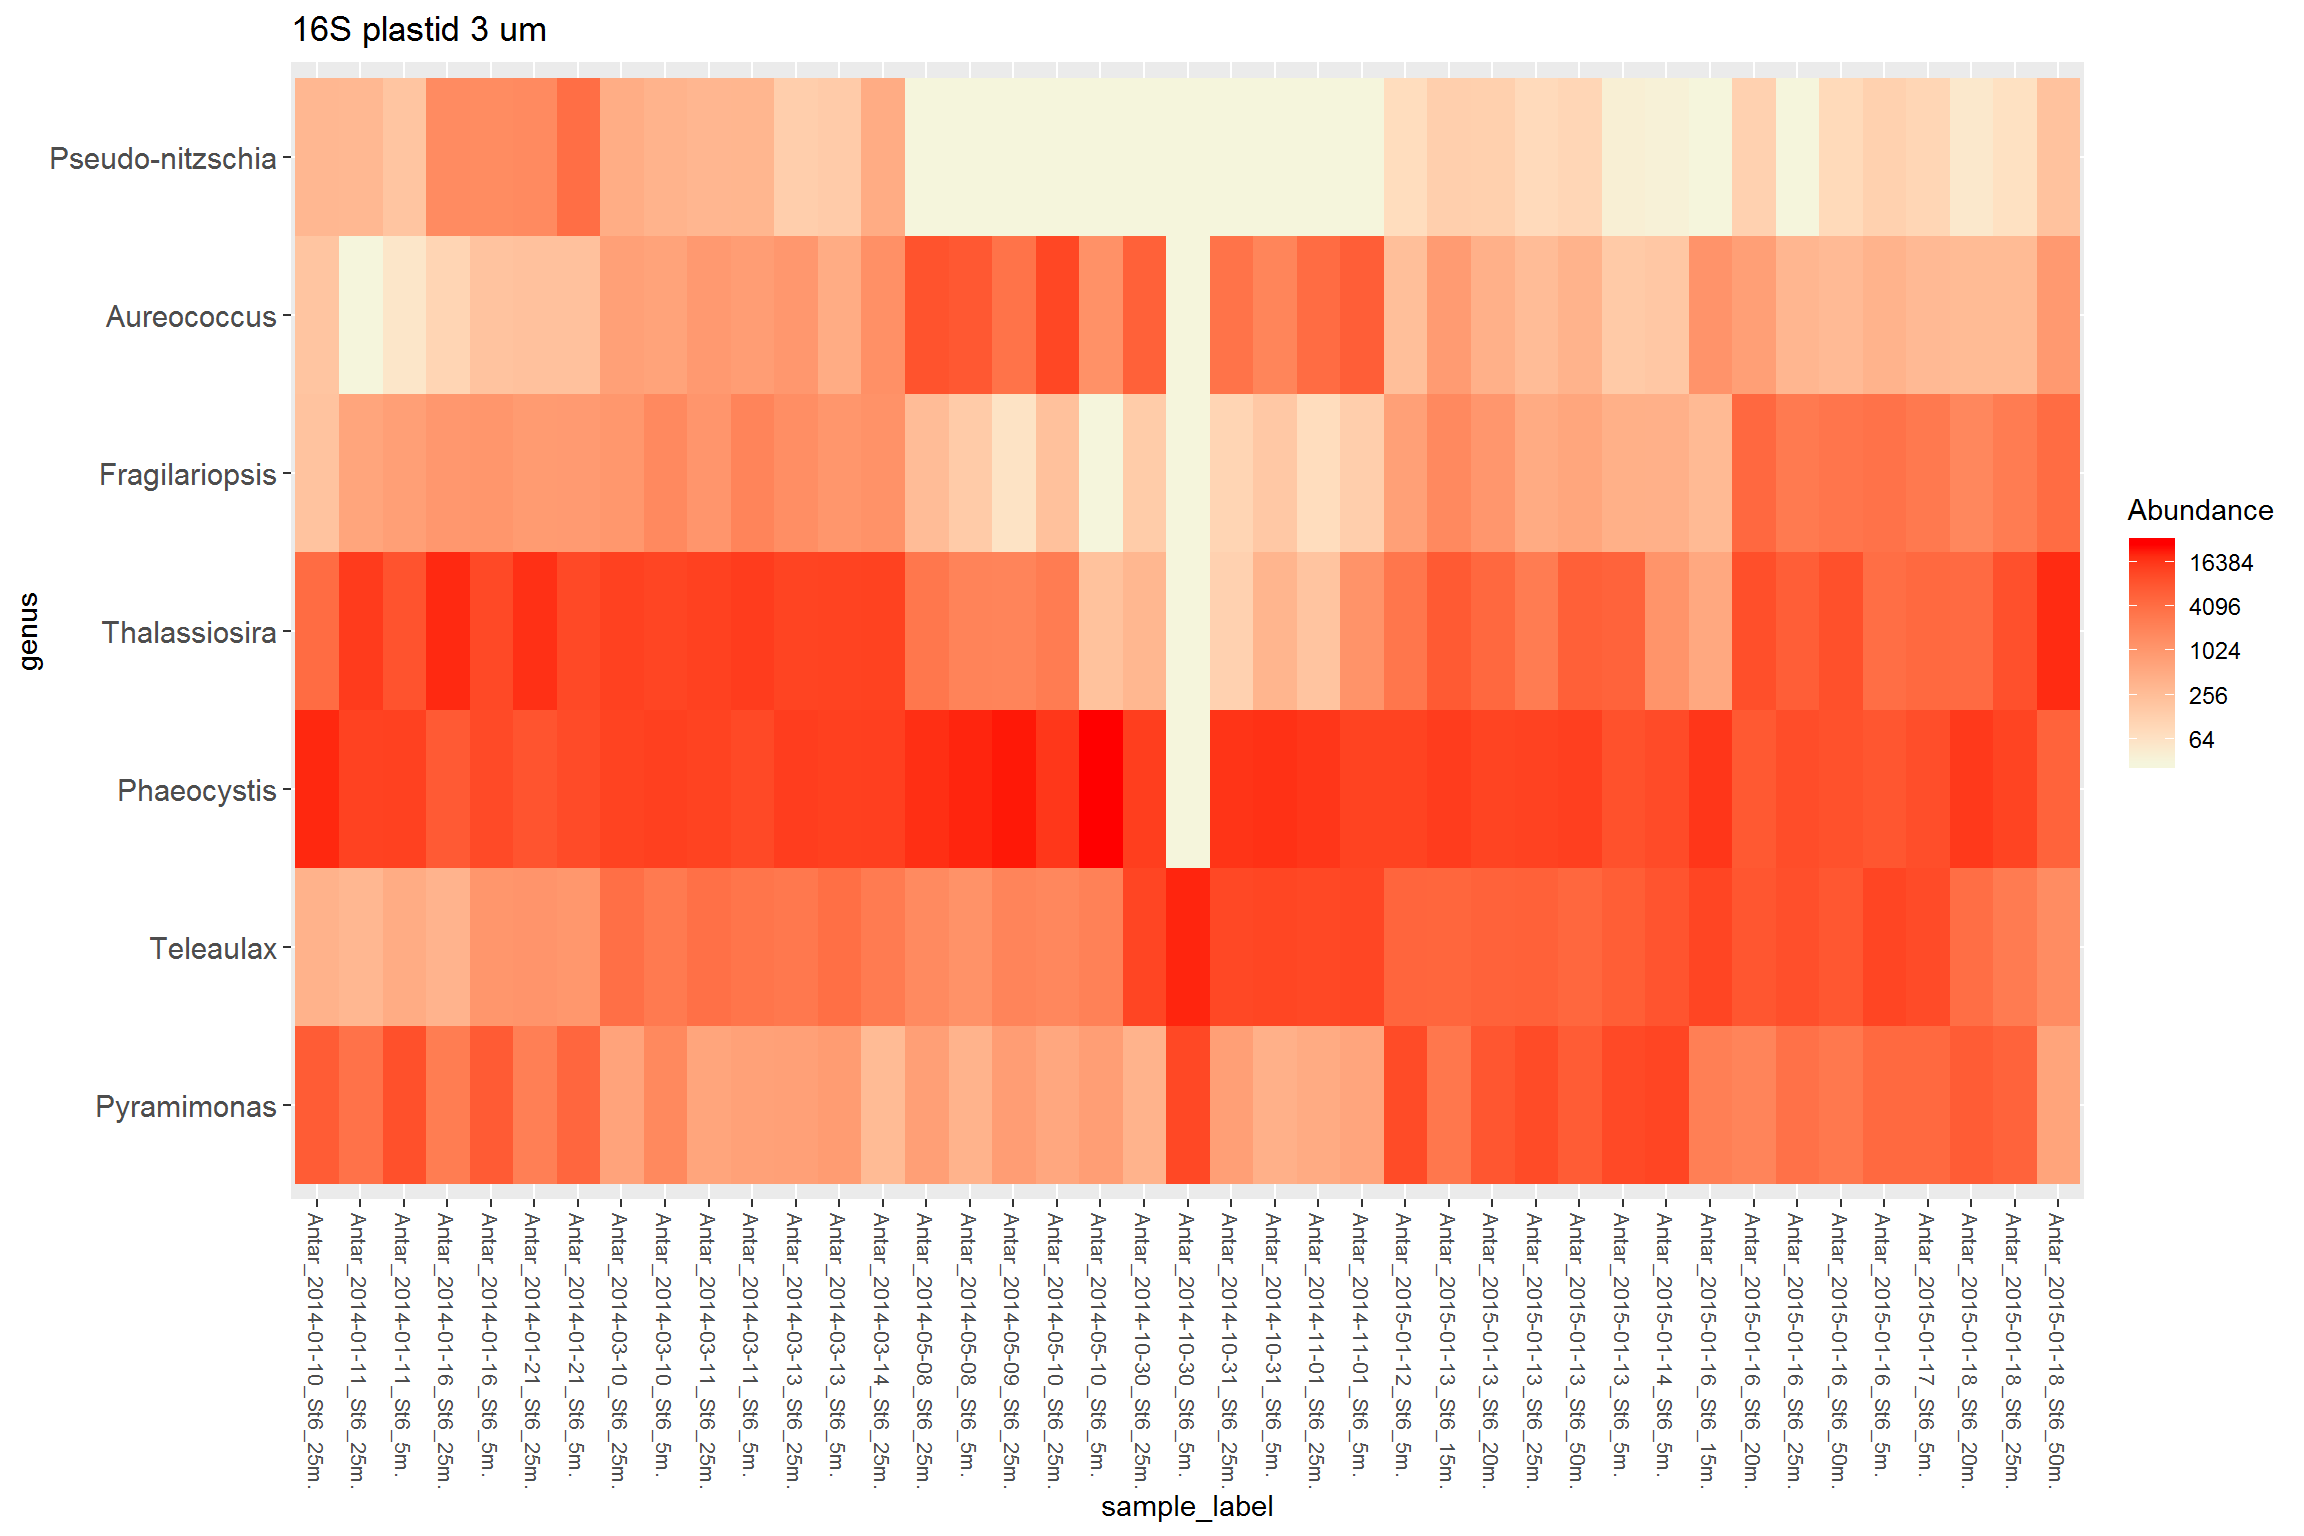 16S plastid 3 um
genus
Pseudo-nitzschia
Aureococcus
Fragilariopsis
Thalassiosira
Phaeocystis
Teleaulax
Pyramimonas
Antar_2014-01-10_St6_25m.
Antar_2014-01-11_St6_25m.
Antar_2014-01-11_St6_5m.
Antar_2014-01-16_St6_25m.
Antar_2014-01-16_St6_5m.
Antar_2014-01-21_St6_25m.
Antar_2014-01-21_St6_5m.
Antar_2014-03-10_St6_25m.
Antar_2014-03-10_St6_5m.
Antar_2014-03-11_St6_25m.
Antar_2014-03-11_St6_5m.
Antar_2014-03-13_St6_25m.
Antar_2014-03-13_St6_5m.
Antar_2014-03-14_St6_25m.
Antar_2014-05-08_St6_25m.
Antar_2014-05-08_St6_5m.
Antar_2014-05-09_St6_25m.
Antar_2014-05-10_St6_25m.
Antar_2014-05-10_St6_5m.
Antar_2014-10-30_St6_25m.
Antar_2014-10-30_St6_5m.
Antar_2014-10-31_St6_25m.
Antar_2014-10-31_St6_5m.
Antar_2014-11-01_St6_25m.
Antar_2014-11-01_St6_5m.
Antar_2015-01-12_St6_5m.
Antar_2015-01-13_St6_15m.
Antar_2015-01-13_St6_20m.
Antar_2015-01-13_St6_25m.
Antar_2015-01-13_St6_50m.
Antar_2015-01-13_St6_5m.
Antar_2015-01-14_St6_5m.
Antar_2015-01-16_St6_15m.
Antar_2015-01-16_St6_20m.
Antar_2015-01-16_St6_25m.
Antar_2015-01-16_St6_50m.
Antar_2015-01-16_St6_5m.
Antar_2015-01-17_St6_5m.
Antar_2015-01-18_St6_20m.
Antar_2015-01-18_St6_25m.
Antar_2015-01-18_St6_50m.
sample_label
Abundance
16384
4096
1024
256
64